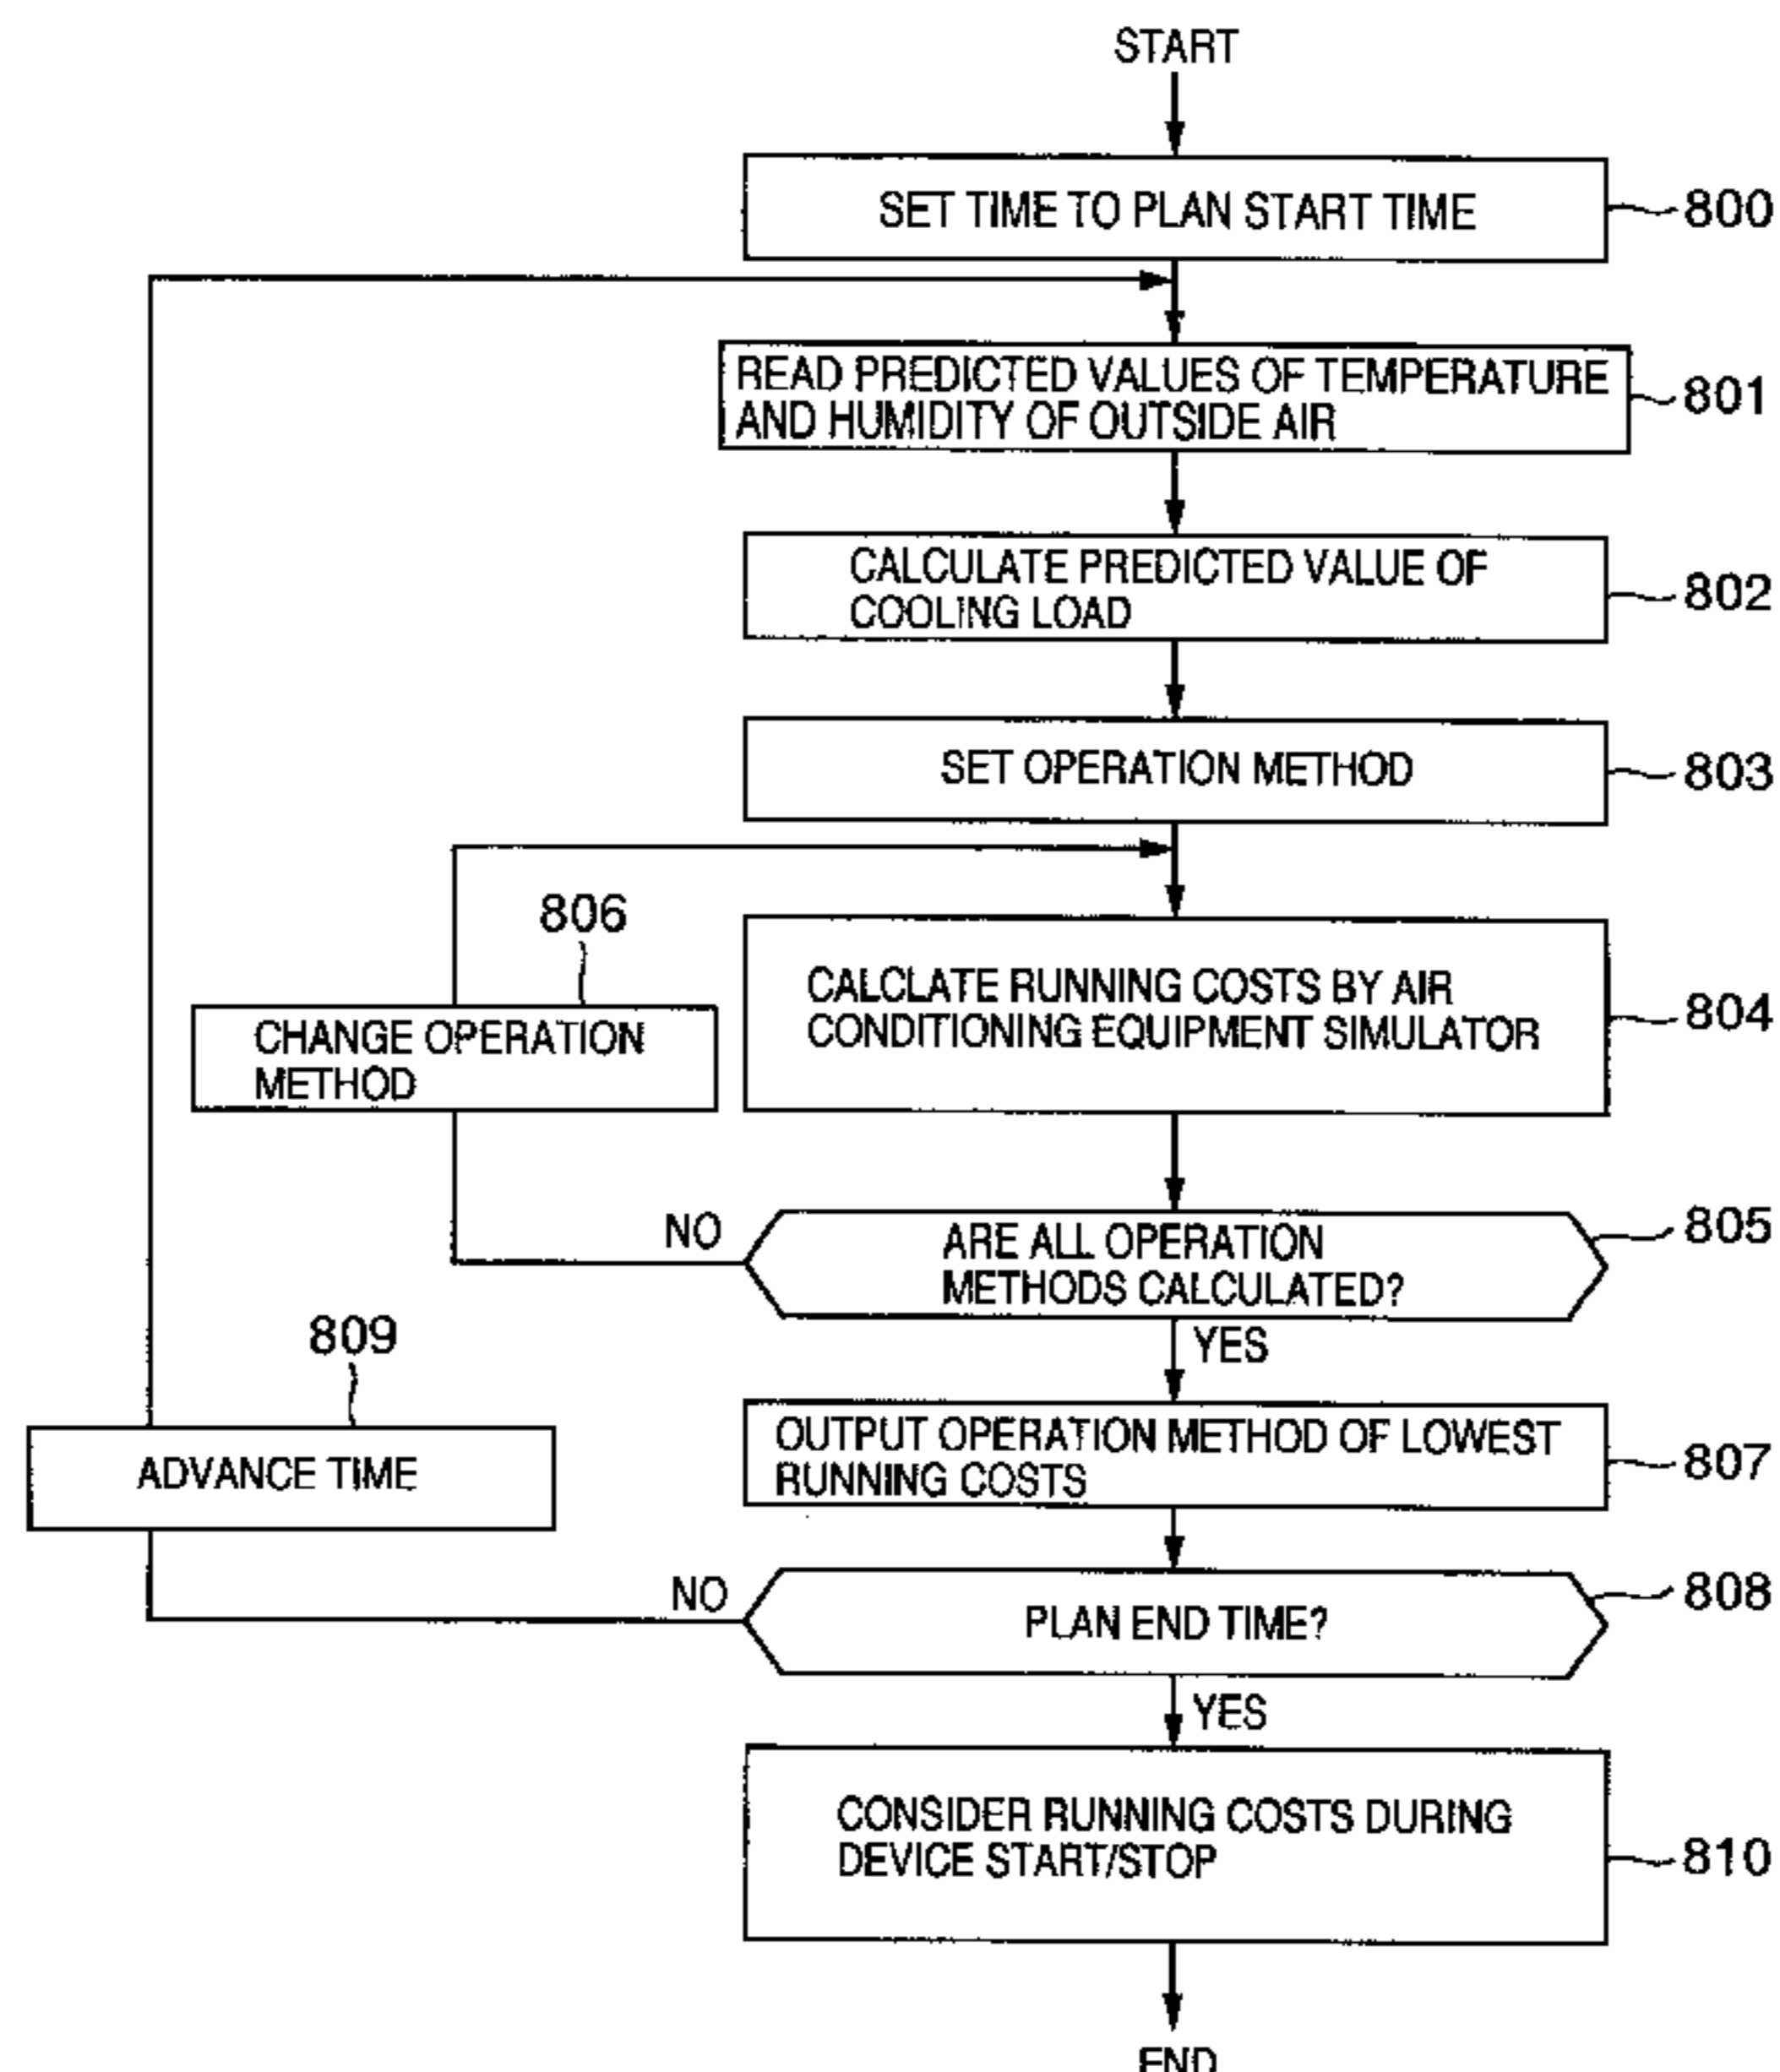 START
SET TIME TO PLAN START TIME
800
READ PREDICTED VALUES OF TEMPERATURE
AND HUMIDITY OF OUTSIDE AIR
801
CALCULATE PREDICTED VALUE OF
COOLING LOAD
802
SET OPERATION METHOD
803
806
CHANGE OPERATION
METHOD
CALCLATE RUNNING COSTS BY AIR
CONDITIONING EQUIPMENT SIMULATOR
804
NO
ARE ALL OPERATION
METHODS CALCULATED?
805
YES
809
ADVANCE TIME
OUTPUT OPERATION METHOD OF LOWEST
RUNNING COSTS
807
NO
PLAN END TIME?
808
YES
CONSIDER RUNNING COSTS DURING
DEVICE START/STOP
810
END